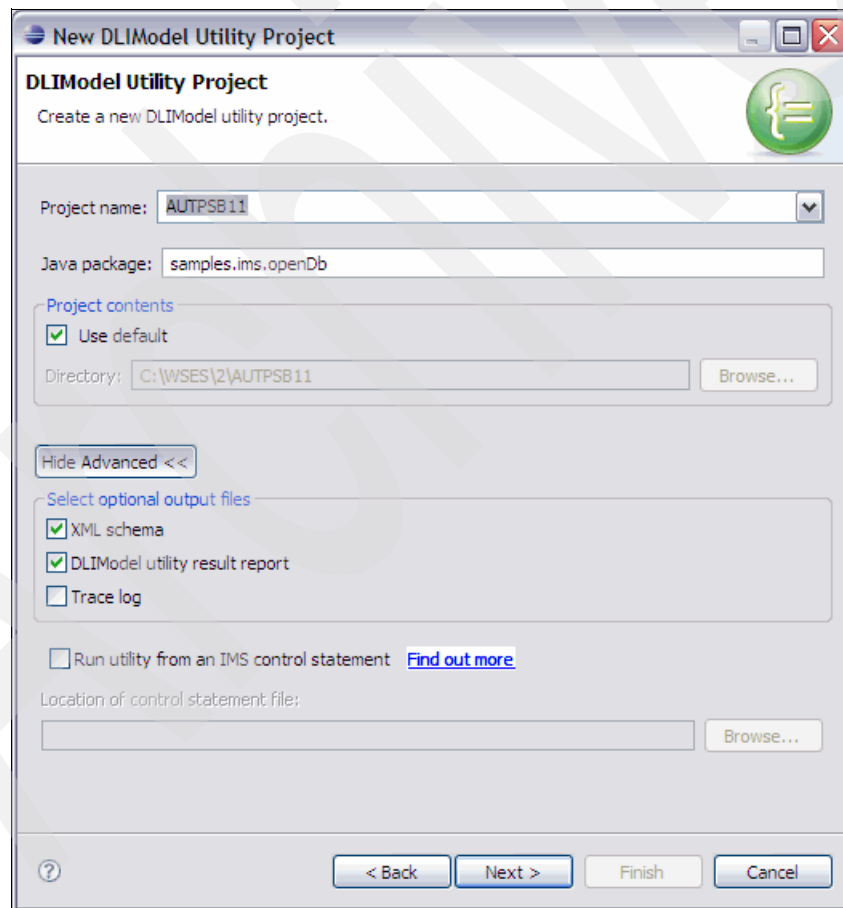 New DLIModel Utility Project
DLIModel Utility Project
Create a new DLIModel utility project.
Project name: AUTPSB11
Java package: samples.ims.openDb
Project contents
Use default
Directory: C:\WSES\2\AUTPSB11 Browse...
Hide Advanced <<
Select optional output files
XML schema
DLIModel utility result report
Trace log
Run utility from an IMS control statement Find out more
Location of control statement file:
Browse...
< Back Next > Finish Cancel